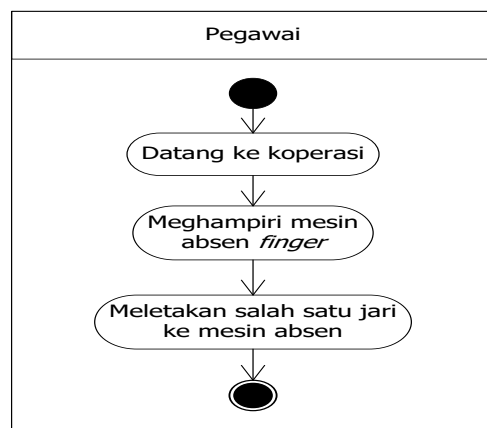 Pegawai
Datang ke koperasi
Meghampiri mesin
absen finger
Meletakan salah satu jari
ke mesin absen